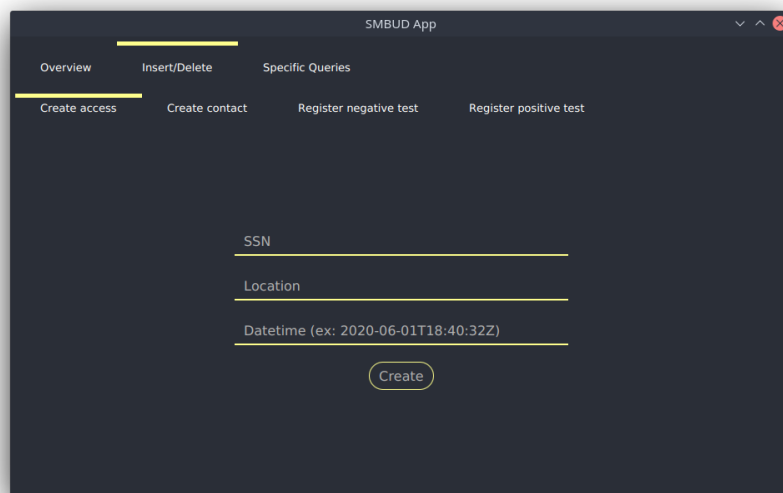 SMBUD App
Overview Insert/Delete Specific Queries
Create access Create contact Register negative test Register positive test
SSN
Location
Datetime (ex: 2020-06-01T18:40:32Z)
Create